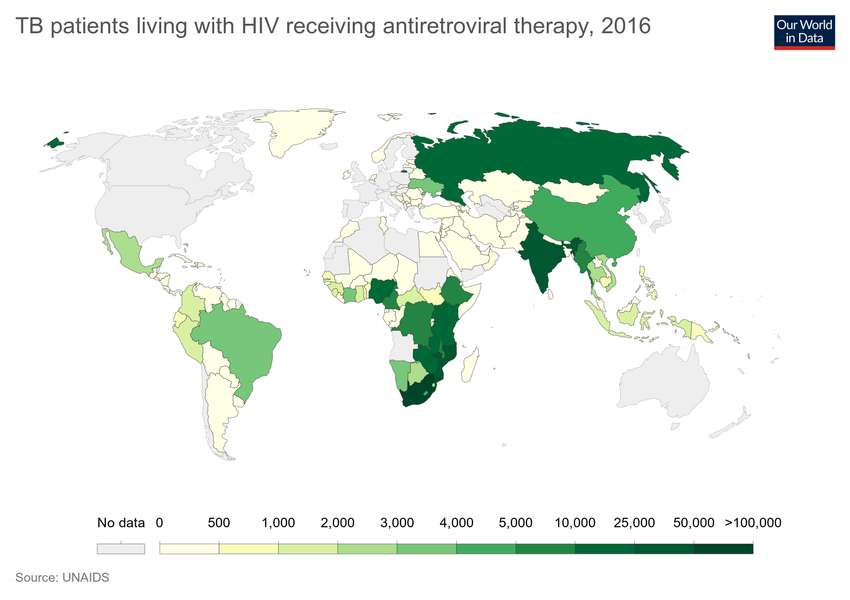 TB patients living with HIV receiving antiretroviral therapy, 2016
Our World
in Data
No data 0 500 1,000 2,000 3,000 4,000 5,000 10,000 25,000 50,000 >100,000
Source: UNAIDS